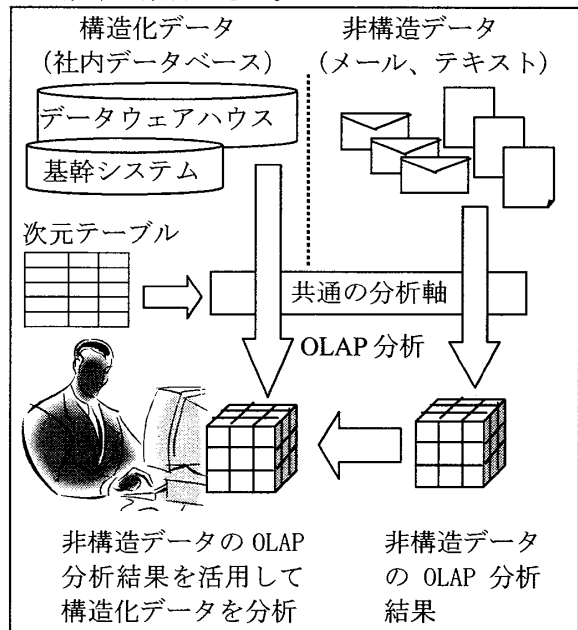 構造化データ
（社内データベース）
非構造データ
（メール、テキスト）
データウェアハウス
基幹システム
次元テーブル
共通の分析軸
OLAP 分析
非構造データの OLAP
分析結果を活用して
構造化データを分析
非構造データ
の OLAP 分析
結果